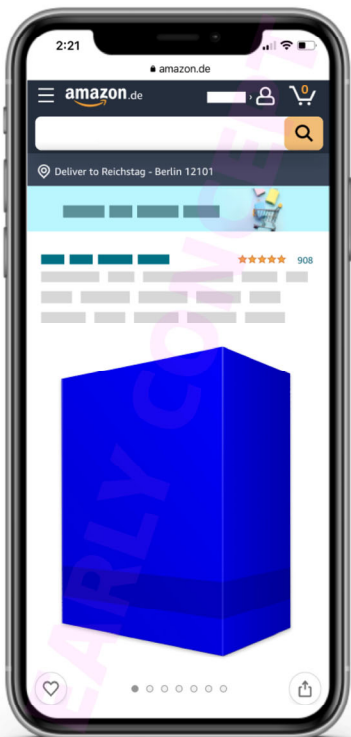 2:21
amazon.de
amazon.de
0
Deliver to Reichstag - Berlin 12101
908
EARLY CONCEPT